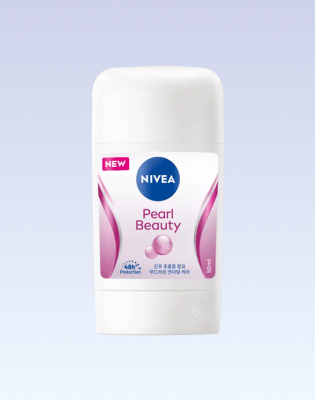 NEW
NIVEA
Pearl
Beauty
48h
Protection
진주 추출물 함유
부드러운 언더암 케어
50ml